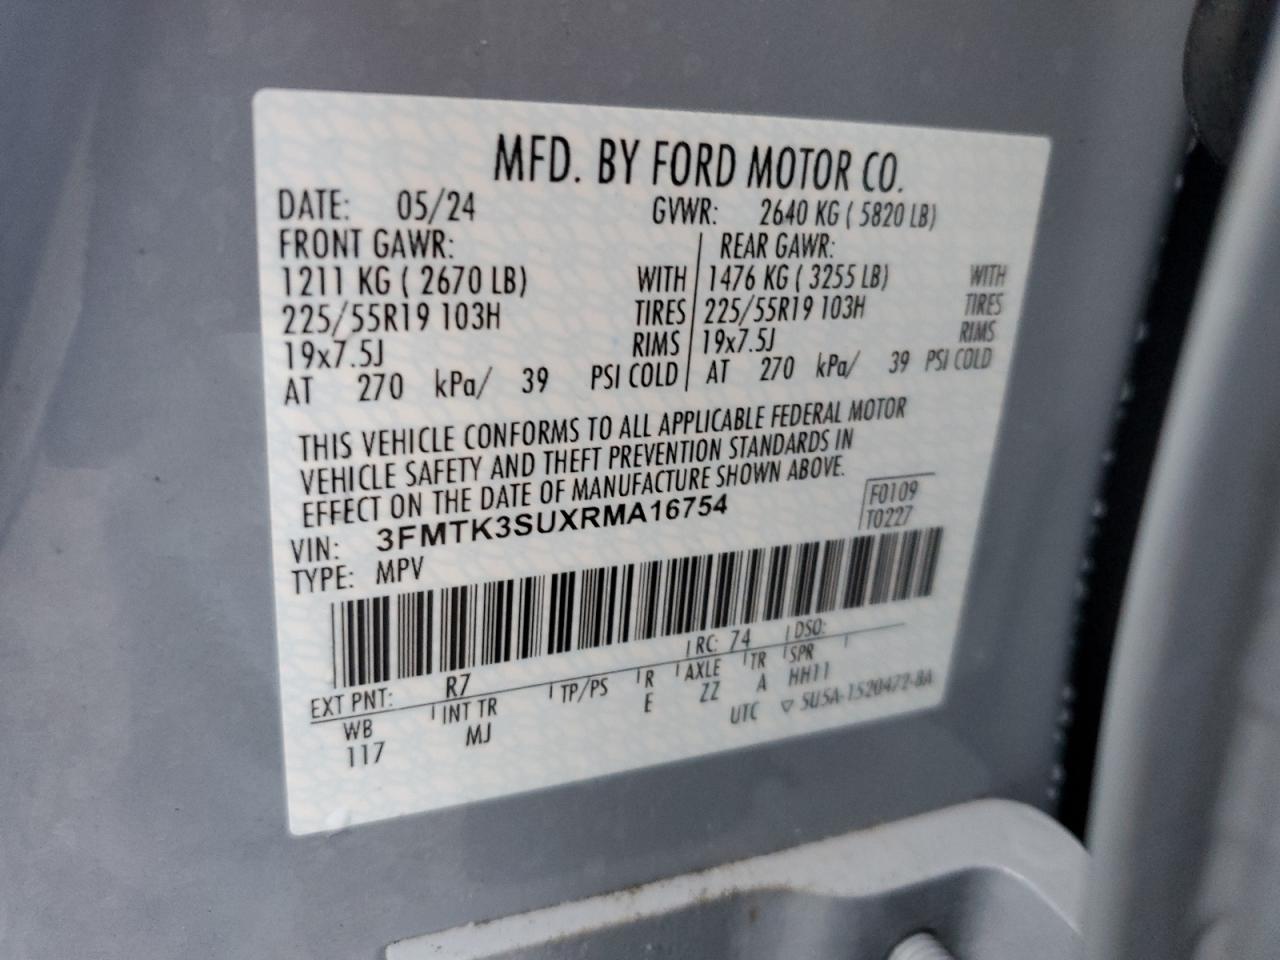 MFD. BY FORD MOTOR CO.
DATE: 05/24 GVWR: 2640 KG ( 5820 LB)
FRONT GAWR: REAR GAWR:
1211 KG ( 2670 LB) WITH 1476 KG ( 3255 LB) WITH
225/55R19 103H TIRES 225/55R19 103H TIRES
19x7.5J RIMS 19x7.5J RIMS
AT 270 kPa/ 39 PSI COLD AT 270 kPa/ 39 PSI COLD
THIS VEHICLE CONFORMS TO ALL APPLICABLE FEDERAL MOTOR
VEHICLE SAFETY AND THEFT PREVENTION STANDARDS IN
EFFECT ON THE DATE OF MANUFACTURE SHOWN ABOVE.
VIN: 3FMTK3SUXRMA16754 F0109
TYPE: MPV T0227
EXT PNT: R7 RC: 74 DSO:
WB INT TR TP/PS R AXLE TR SPR
117 MJ E ZZ A HH11
UTC ▽ 5U5A-1520472-BA